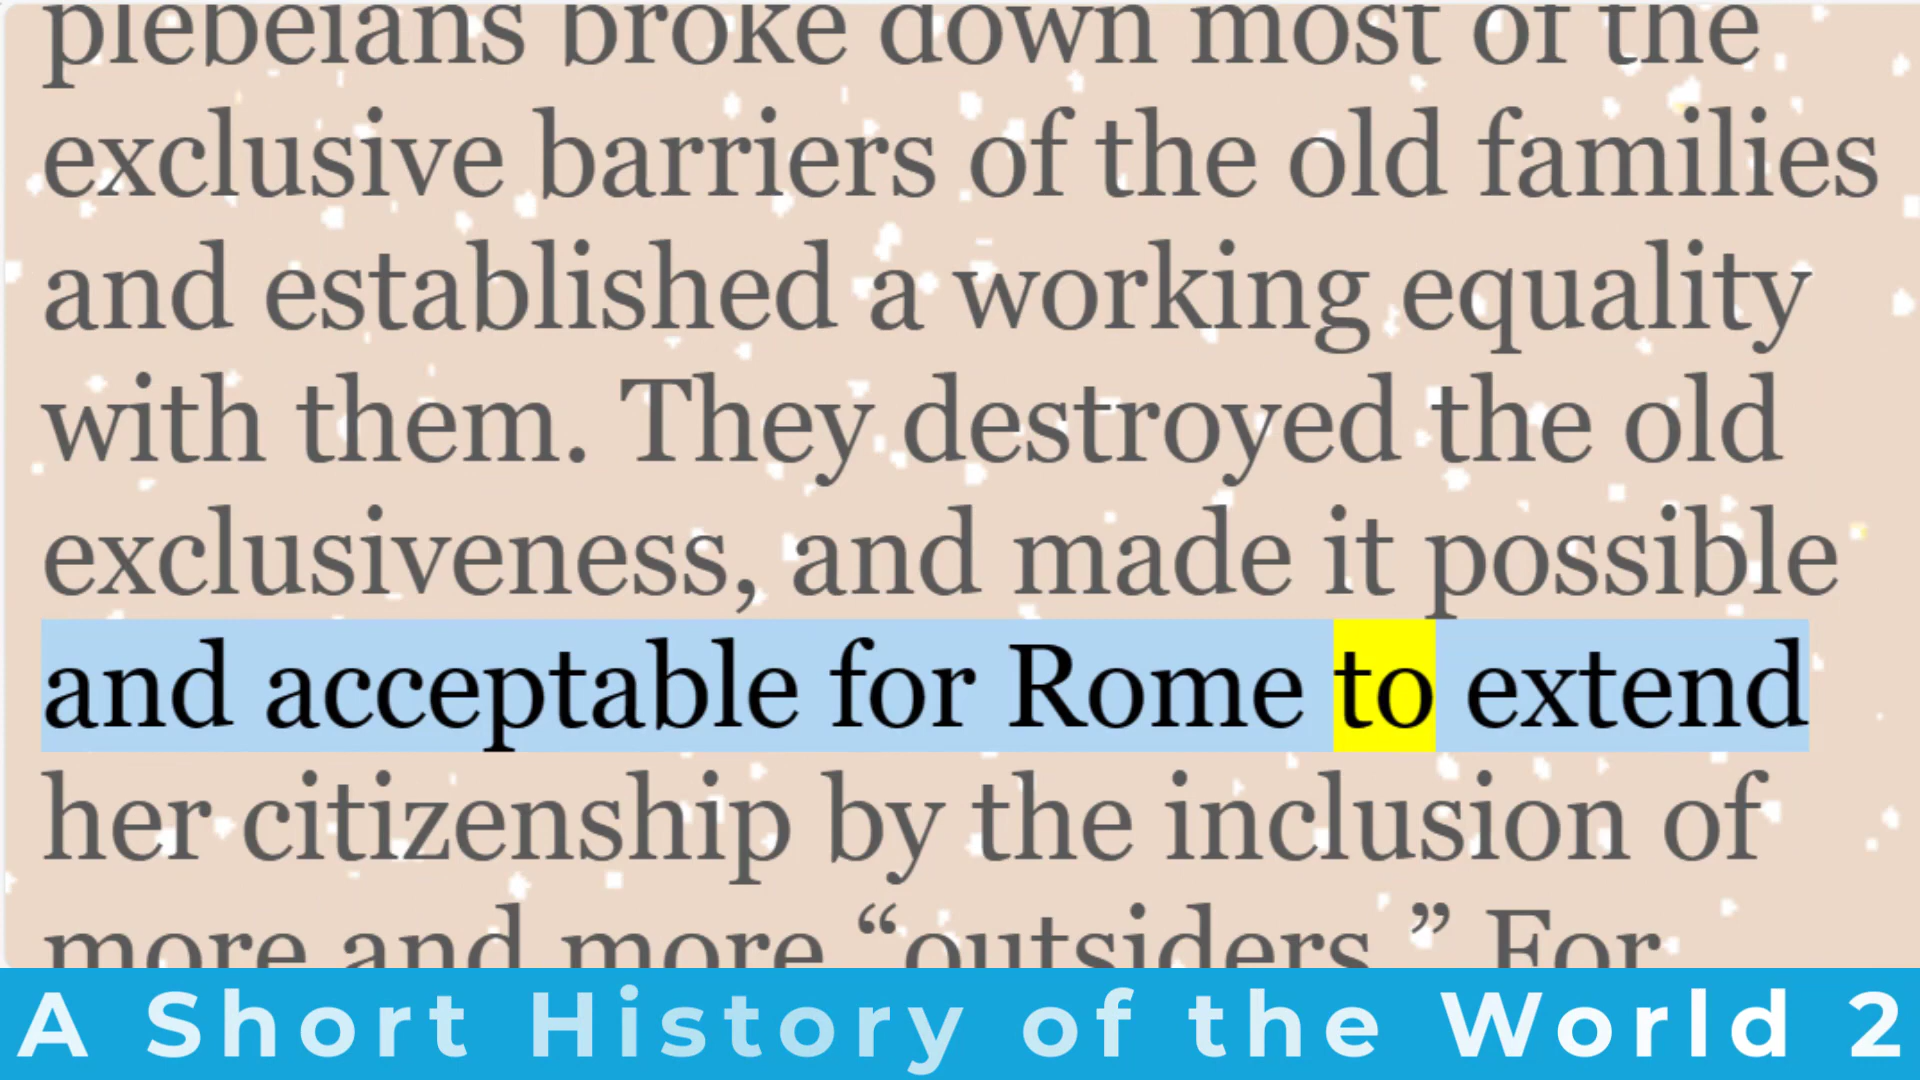 plebeians broke down most of the
exclusive barriers of the old families
and established a working equality
with them. They destroyed the old
exclusiveness, and made it possible
and acceptable for Rome to extend
her citizenship by the inclusion of
more and more “outsiders.” For
A Short History of the World 2